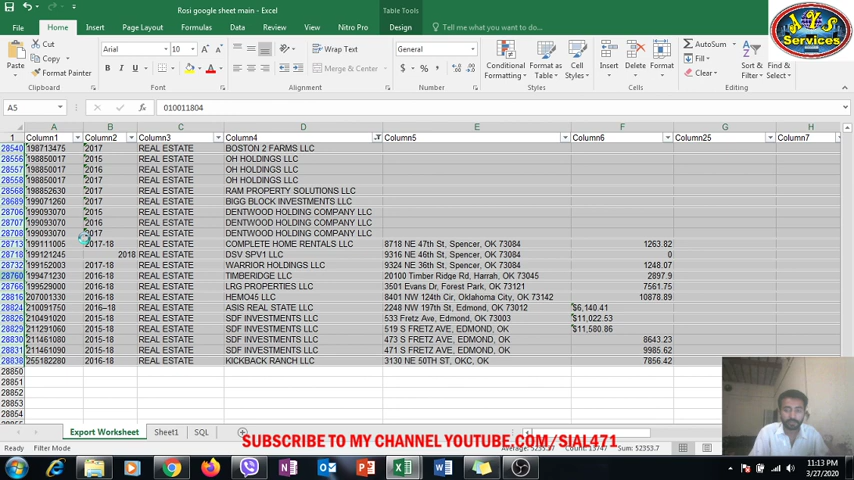 Rosi google sheet main - Excel
Table Tools
File Home Insert Page Layout Formulas Data Review View Nitro Pro Design Tell me what you want to do...
Cut
Copy
Format Painter
Paste
Clipboard
Arial 10
B I U
Font
Wrap Text
Merge & Center
Alignment
General
$ % ,
Number
Conditional Formatting
Format as Table
Cell Styles
Styles
Insert Delete Format
Cells
AutoSum
Fill
Clear
Sort & Filter
Find & Select
Editing
JYS
Services
A5 fx 010011804
A B C D E F G H
1 Column1 Column2 Column3 Column4 Column5 Column6 Column25 Column7
28540 198713475 2017 REAL ESTATE BOSTON 2 FARMS LLC
28556 198850017 2015 REAL ESTATE OH HOLDINGS LLC
28557 198850017 2016 REAL ESTATE OH HOLDINGS LLC
28558 198850017 2017 REAL ESTATE OH HOLDINGS LLC
28568 198852630 2017 REAL ESTATE RAM PROPERTY SOLUTIONS LLC
28689 199071260 2017 REAL ESTATE BIGG BLOCK INVESTMENTS LLC
28706 199093070 2015 REAL ESTATE DENTWOOD HOLDING COMPANY LLC
28707 199093070 2016 REAL ESTATE DENTWOOD HOLDING COMPANY LLC
28708 199093070 2017 REAL ESTATE DENTWOOD HOLDING COMPANY LLC
28713 199111005 2017-18 REAL ESTATE COMPLETE HOME RENTALS LLC 8718 NE 47th St, Spencer, OK 73084 1263.82
28718 199121245 2018 REAL ESTATE DSV SPV1 LLC 9316 NE 46th St, Spencer, OK 73084 0
28732 199152003 2017-18 REAL ESTATE WARRIOR HOLDINGS LLC 9324 NE 36th St, Spencer, OK 73084 1248.07
28760 199471230 2016-18 REAL ESTATE TIMBERIDGE LLC 20100 Timber Ridge Rd, Harrah, OK 73045 2897.9
28766 199529000 2016-18 REAL ESTATE LRG PROPERTIES LLC 3501 Evans Dr, Forest Park, OK 73121 7561.75
28816 207001330 2016-18 REAL ESTATE HEMO45 LLC 8401 NW 124th Cir, Oklahoma City, OK 73142 10878.89
28824 210091750 2016--18 REAL ESTATE ASIS REAL STATE LLC 2248 NW 197th St, Edmond, OK 73012 $6,140.41
28826 210491020 2015-18 REAL ESTATE SDF INVESTMENTS LLC 533 Fretz Ave, Edmond, OK 73003 $11,022.53
28829 211291060 2015-18 REAL ESTATE SDF INVESTMENTS LLC 519 S FRETZ AVE, EDMOND, OK $11,580.86
28830 211461080 2015-18 REAL ESTATE SDF INVESTMENTS LLC 473 S FRETZ AVE, EDMOND, OK 8643.23
28831 211461090 2015-18 REAL ESTATE SDF INVESTMENTS LLC 471 S FRETZ AVE, EDMOND, OK 9985.62
28838 255182280 2016-18 REAL ESTATE KICKBACK RANCH LLC 3130 NE 50TH ST, OKC, OK 7856.42
28850
28851
28852
28853
28854
Export Worksheet Sheet1 SQL
SUBSCRIBE TO MY CHANNEL YOUTUBE.COM/SIAL471
Ready Filter Mode Sum: 52353.7
11:13 PM
3/27/2020